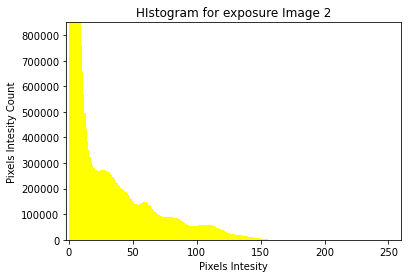 HIstogram for exposure Image 2
Pixels Intesity Count
800000
700000
600000
500000
400000
300000
200000
100000
0
0 50 100 150 200 250
Pixels Intesity